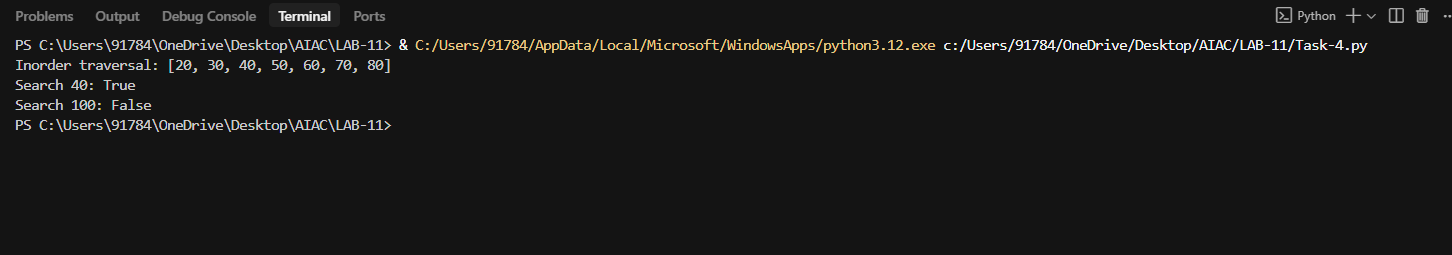 Problems Output Debug Console Terminal Ports Python
PS C:\Users\91784\OneDrive\Desktop\AIAC\LAB-11> & C:/Users/91784/AppData/Local/Microsoft/WindowsApps/python3.12.exe c:/Users/91784/OneDrive/Desktop/AIAC/LAB-11/Task-4.py
Inorder traversal: [20, 30, 40, 50, 60, 70, 80]
Search 40: True
Search 100: False
PS C:\Users\91784\OneDrive\Desktop\AIAC\LAB-11>